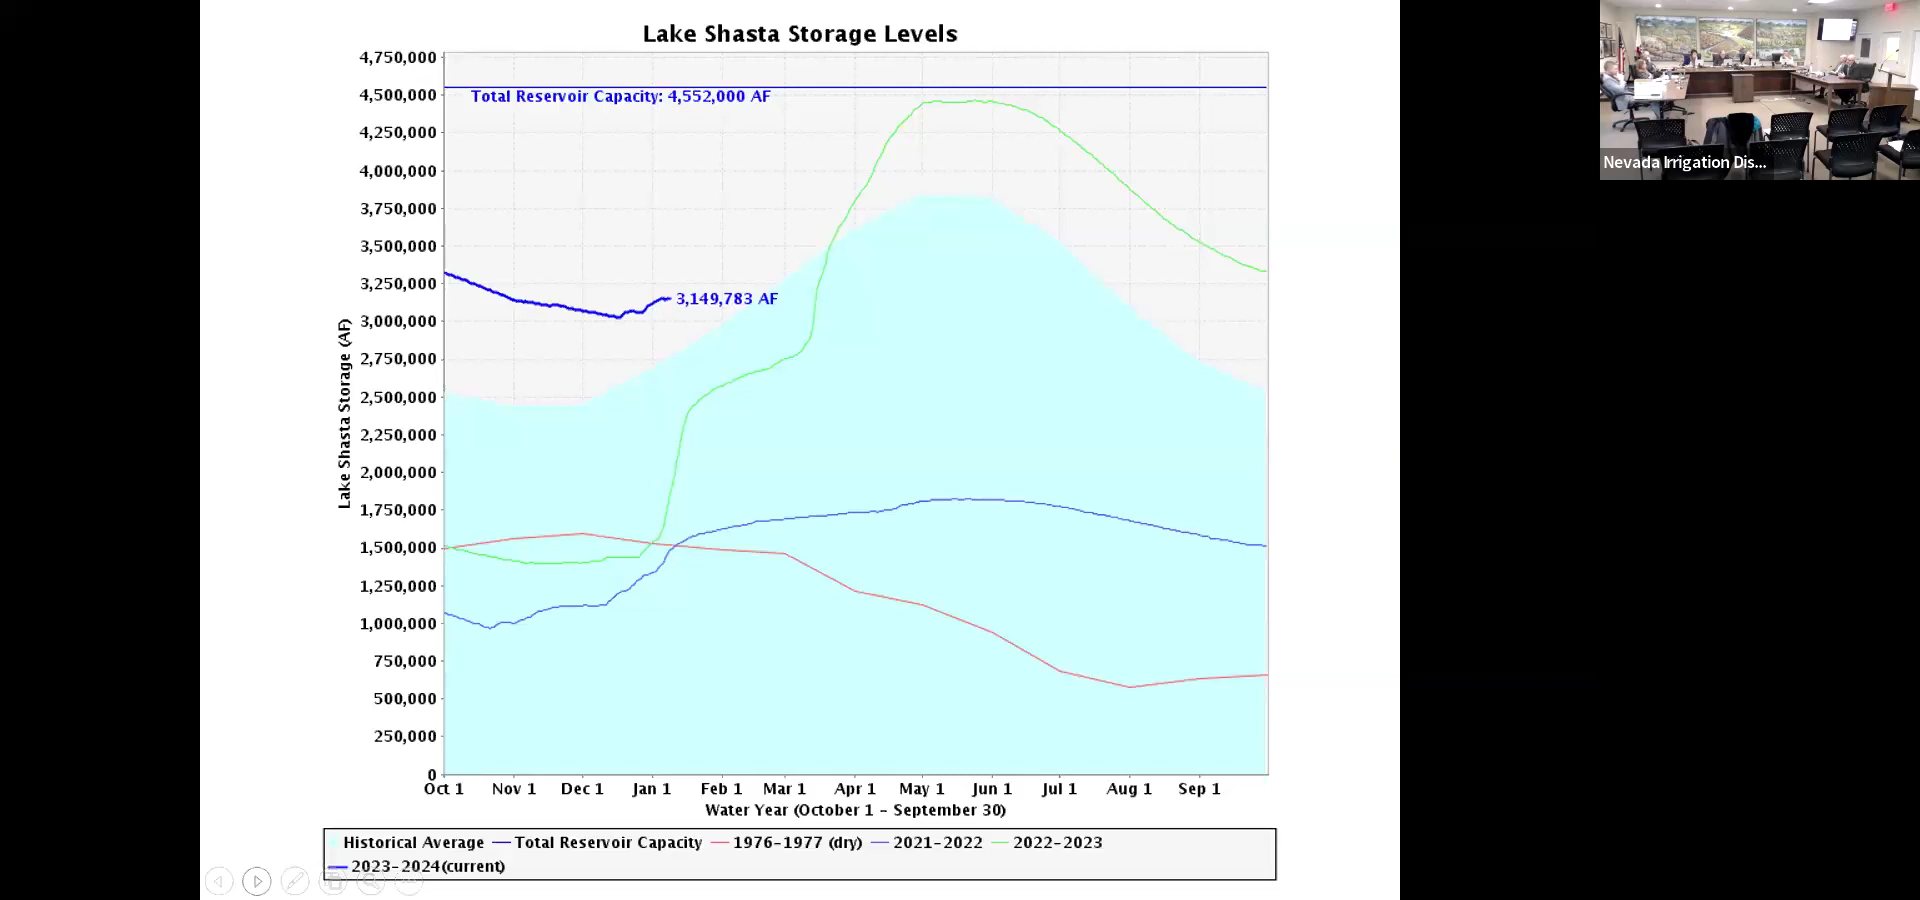 Lake Shasta Storage Levels
4,750,000
4,500,000
4,250,000
4,000,000
3,750,000
3,500,000
3,250,000
3,000,000
2,750,000
2,500,000
2,250,000
2,000,000
1,750,000
1,500,000
1,250,000
1,000,000
750,000
500,000
250,000
0
Lake Shasta Storage (AF)
Total Reservoir Capacity: 4,552,000 AF
3,149,783 AF
Oct 1 Nov 1 Dec 1 Jan 1 Feb 1 Mar 1 Apr 1 May 1 Jun 1 Jul 1 Aug 1 Sep 1
Water Year (October 1 - September 30)
Historical Average Total Reservoir Capacity 1976-1977 (dry) 2021-2022 2022-2023
2023-2024(current)
Nevada Irrigation Dis...